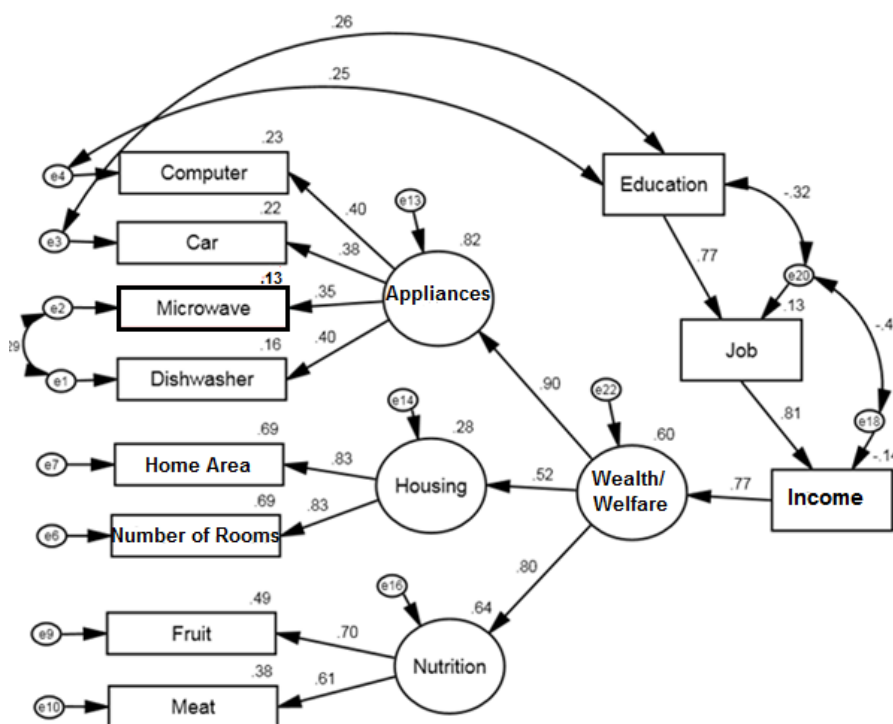 .26
.25
.23
e4
Computer
e13
Education
-.32
.40
.22
.82
e3
Car
.38
.77
e20
.13
Appliances
.13
e2
Microwave
.35
-.4
.16
.40
Job
e1
Dishwasher
.90
e14
e22
.81
e18
.69
.28
.60
-.14
e7
Home Area
.83
Housing
.52
Wealth/
Welfare
.77
Income
.69
e6
Number of Rooms
.83
.80
e16
.49
.64
e9
Fruit
.70
Nutrition
.38
.61
e10
Meat